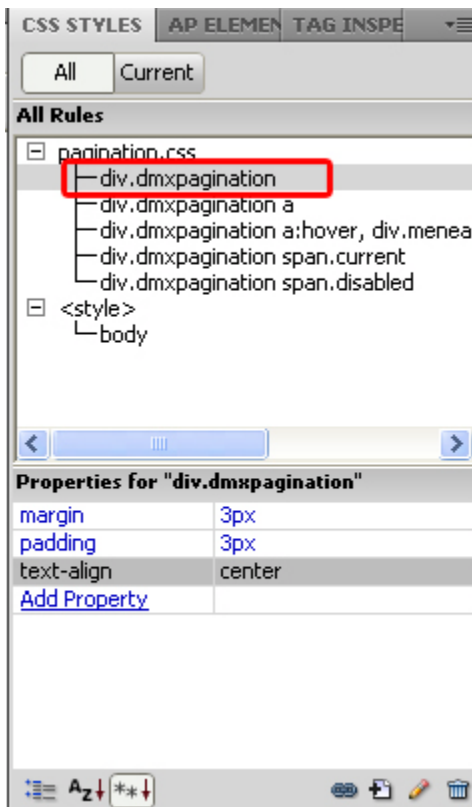 CSS STYLES AP ELEMEN TAG INSPE
All Current
All Rules
pagination.css
div.dmxpagination
div.dmxpagination a
div.dmxpagination a:hover, div.menea
div.dmxpagination span.current
div.dmxpagination span.disabled
<style>
body
Properties for "div.dmxpagination"
margin 3px
padding 3px
text-align center
Add Property
Az **